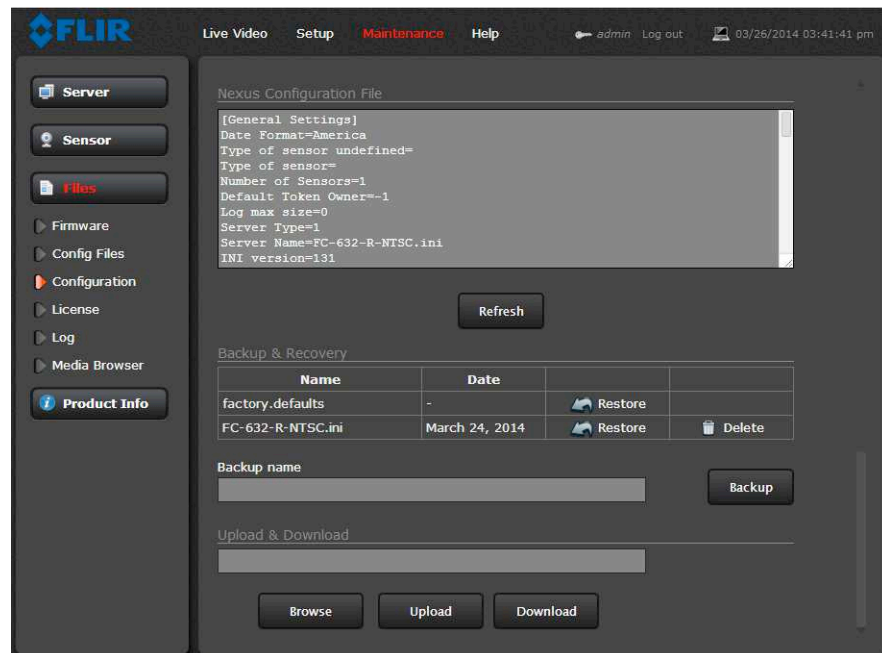 FLIR
Live Video Setup Maintenance Help admin Log out 03/26/2014 03:41:41 pm
Server
Sensor
Files
Firmware
Config Files
Configuration
License
Log
Media Browser
Product Info
Nexus Configuration File
[General Settings]
Date Format=America
Type of sensor undefined=
Type of sensor=
Number of Sensors=1
Default Token Owner=-1
Log max size=0
Server Type=1
Server Name=FC-632-R-NTSC.ini
INI version=131
Refresh
Backup & Recovery
Name Date
factory.defaults - Restore
FC-632-R-NTSC.ini March 24, 2014 Restore Delete
Backup name
Backup
Upload & Download
Browse Upload Download